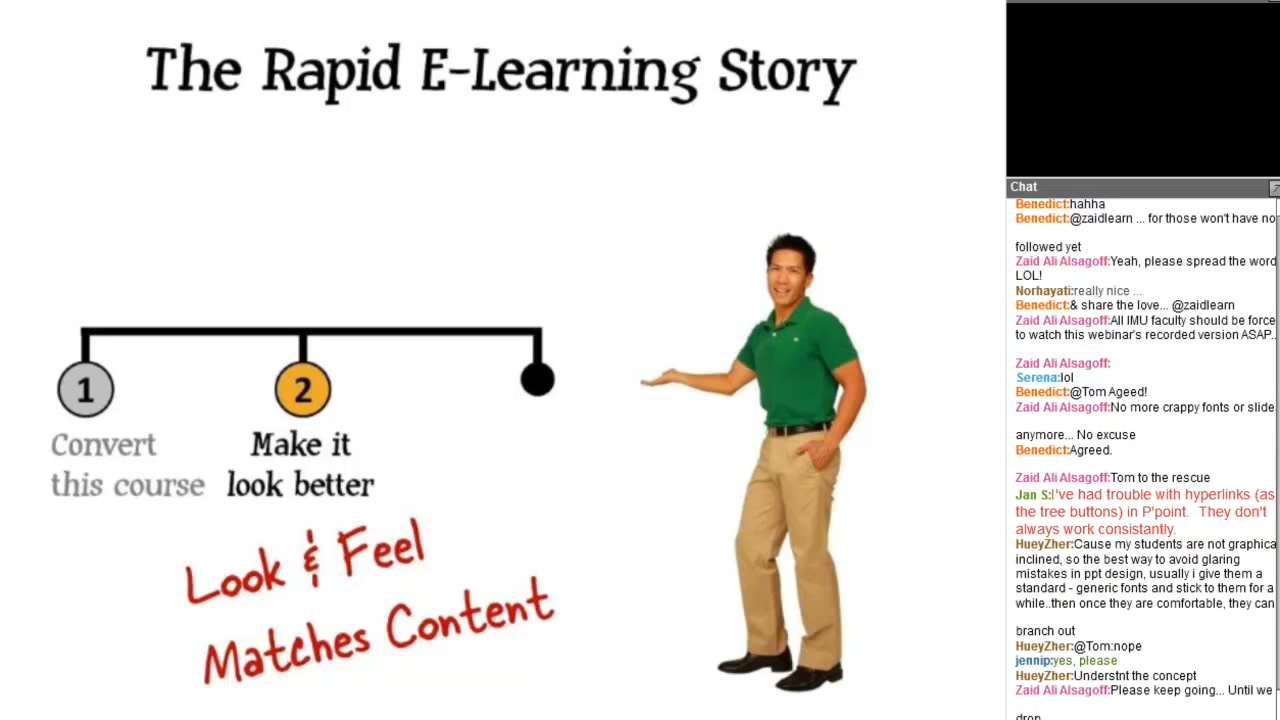 The Rapid E-Learning Story
1
2
Convert
this course
Make it
look better
Look & Feel
Matches Content
Chat
Benedict:hahha
Benedict:@zaidlearn ... for those won't have no
followed yet
Zaid Ali Alsagoff:Yeah, please spread the word
LOL!
Norhayati:really nice ...
Benedict:& share the love... @zaidlearn
Zaid Ali Alsagoff:All IMU faculty should be force
to watch this webinar's recorded version ASAP..
Zaid Ali Alsagoff:
Serena:lol
Benedict:@Tom Ageed!
Zaid Ali Alsagoff:No more crappy fonts or slide
anymore... No excuse
Benedict:Agreed.
Zaid Ali Alsagoff:Tom to the rescue
Jan S:I've had trouble with hyperlinks (as
the tree buttons) in P'point. They don't
always work consistantly.
HueyZher:Cause my students are not graphica
inclined, so the best way to avoid glaring
mistakes in ppt design, usually i give them a
standard - generic fonts and stick to them for a
while..then once they are comfortable, they can
branch out
HueyZher:@Tom:nope
jennip:yes, please
HueyZher:Understnt the concept
Zaid Ali Alsagoff:Please keep going... Until we
drop